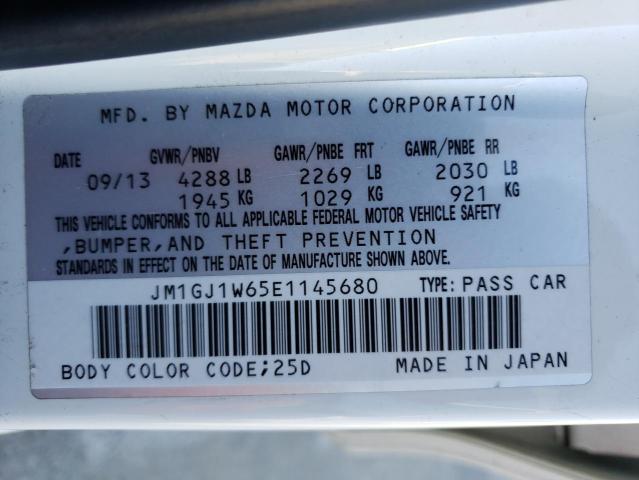 MFD. BY MAZDA MOTOR CORPORATION
DATE GVWR/PNBV GAWR/PNBE FRT GAWR/PNBE RR
09/13 4288 LB 2269 LB 2030 LB
1945 KG 1029 KG 921 KG
THIS VEHICLE CONFORMS TO ALL APPLICABLE FEDERAL MOTOR VEHICLE SAFETY
,BUMPER,AND THEFT PREVENTION
STANDARDS IN EFFECT ON THE DATE OF MANUFACTURE SHOWN ABOVE.
JM1GJ1W65E1145680 TYPE: PASS CAR
BODY COLOR CODE;25D MADE IN JAPAN